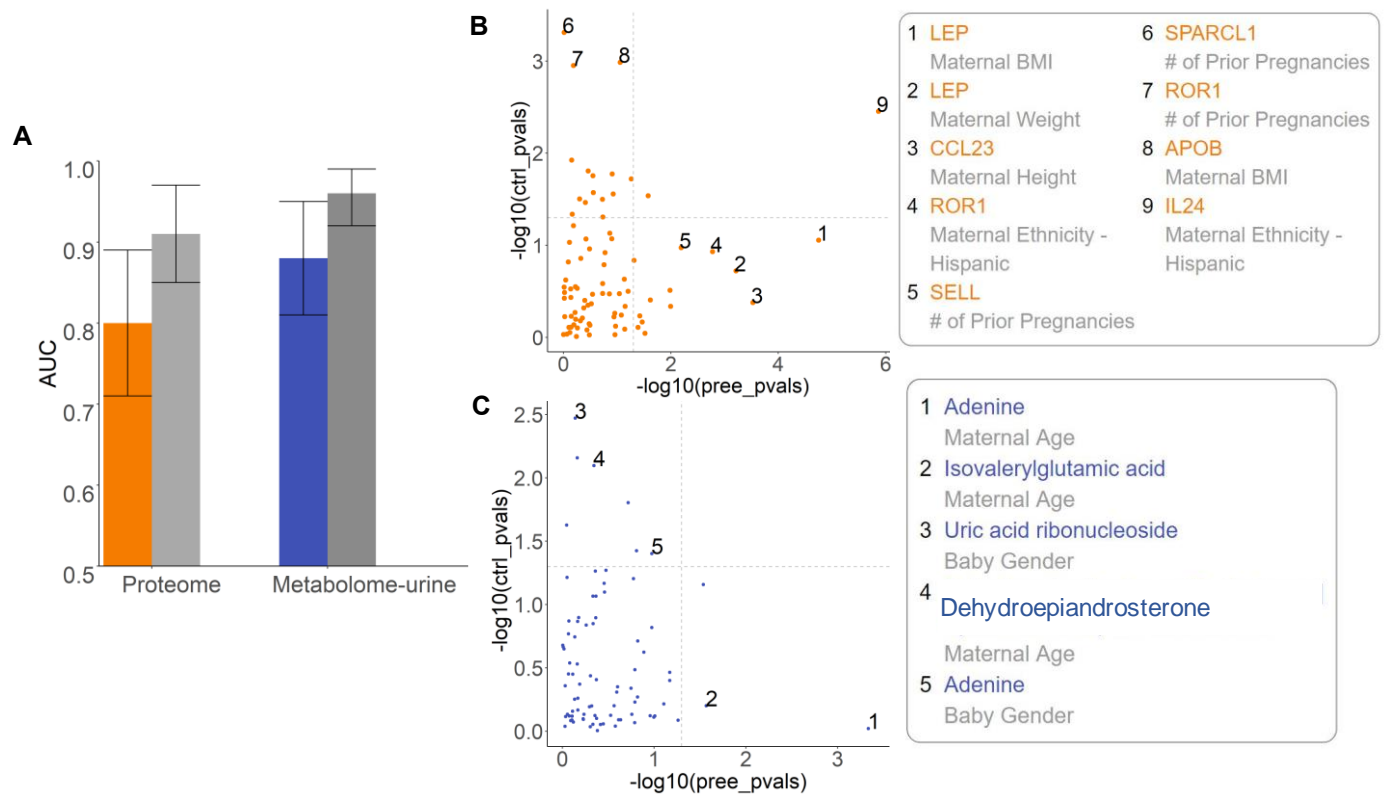 A
AUC
1.0
0.9
0.8
0.7
0.6
0.5
Proteome
Metabolome-urine
B
-log10(ctrl_pvals)
3
2
1
0
6
7
8
9
5
4
1
2
3
0
2
4
6
-log10(pree_pvals)
1 LEP
Maternal BMI
2 LEP
Maternal Weight
3 CCL23
Maternal Height
4 ROR1
Maternal Ethnicity -
Hispanic
5 SELL
# of Prior Pregnancies
6 SPARCL1
# of Prior Pregnancies
7 ROR1
# of Prior Pregnancies
8 APOB
Maternal BMI
9 IL24
Maternal Ethnicity -
Hispanic
C
-log10(ctrl_pvals)
2.5
2.0
1.5
1.0
0.5
0.0
3
4
5
2
1
0
1
2
3
-log10(pree_pvals)
1 Adenine
Maternal Age
2 Isovalerylglutamic acid
Maternal Age
3 Uric acid ribonucleoside
Baby Gender
4 Dehydroepiandrosterone
Maternal Age
5 Adenine
Baby Gender